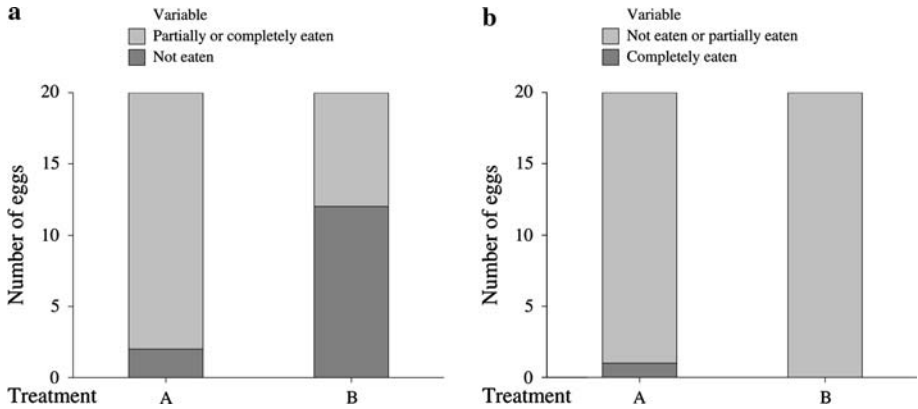 a
Variable
Partially or completely eaten
Not eaten
20
15
10
5
0
Number of eggs
Treatment A B
b
Variable
Not eaten or partially eaten
Completely eaten
20
15
10
5
0
Number of eggs
Treatment A B